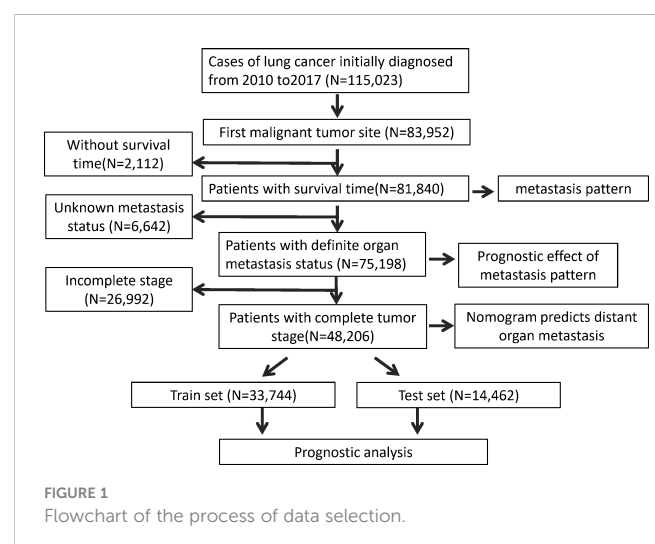 Cases of lung cancer initially diagnosed
from 2010 to2017 (N=115,023)
First malignant tumor site (N=83,952)
Without survival
time(N=2,112)
Patients with survival time(N=81,840)
metastasis pattern
Unknown metastasis
status (N=6,642)
Patients with definite organ
metastasis status (N=75,198)
Prognostic effect of
metastasis pattern
Incomplete stage
(N=26,992)
Patients with complete tumor
stage(N=48,206)
Nomogram predicts distant
organ metastasis
Train set (N=33,744)
Test set (N=14,462)
Prognostic analysis
FIGURE 1
Flowchart of the process of data selection.